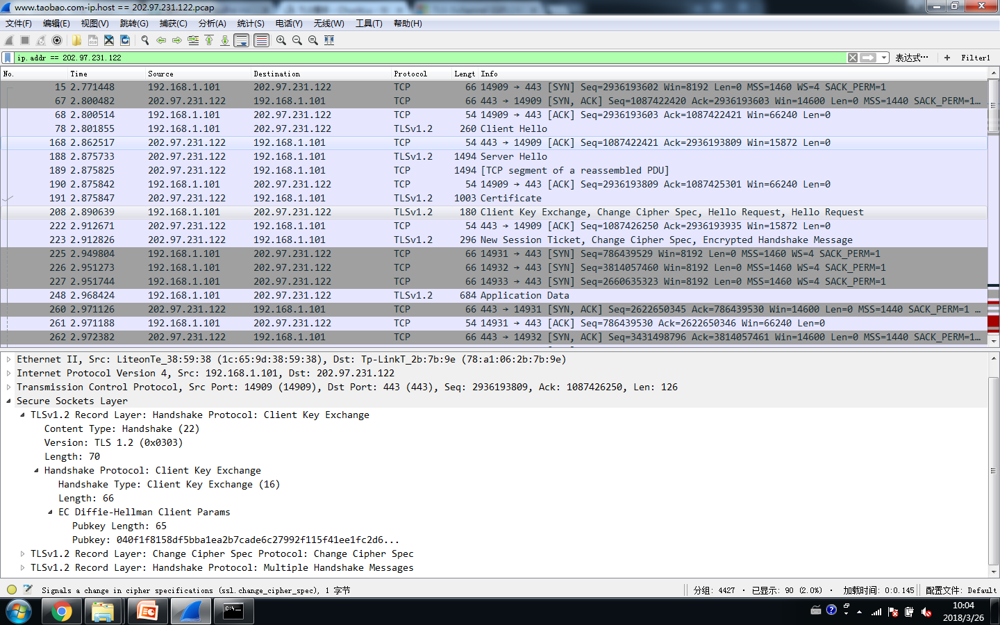 www.taobao.com-ip.host == 202.97.231.122.pcap
文件(F) 编辑(E) 视图(V) 跳转(G) 捕获(C) 分析(A) 统计(S) 电话(Y) 无线(W) 工具(T) 帮助(H)
ip.addr == 202.97.231.122 表达式… + Filter1
No. Time Source Destination Protocol Lengt Info
15 2.771448 192.168.1.101 202.97.231.122 TCP 66 14909 → 443 [SYN] Seq=2936193602 Win=8192 Len=0 MSS=1460 WS=4 SACK_PERM=1
67 2.800482 202.97.231.122 192.168.1.101 TCP 66 443 → 14909 [SYN, ACK] Seq=1087422420 Ack=2936193603 Win=14600 Len=0 MSS=1440 SACK_PERM=1…
68 2.800514 192.168.1.101 202.97.231.122 TCP 54 14909 → 443 [ACK] Seq=2936193603 Ack=1087422421 Win=66240 Len=0
78 2.801855 192.168.1.101 202.97.231.122 TLSv1.2 260 Client Hello
168 2.862517 202.97.231.122 192.168.1.101 TCP 54 443 → 14909 [ACK] Seq=1087422421 Ack=2936193809 Win=15872 Len=0
188 2.875733 202.97.231.122 192.168.1.101 TLSv1.2 1494 Server Hello
189 2.875825 202.97.231.122 192.168.1.101 TCP 1494 [TCP segment of a reassembled PDU]
190 2.875842 192.168.1.101 202.97.231.122 TCP 54 14909 → 443 [ACK] Seq=2936193809 Ack=1087425301 Win=66240 Len=0
191 2.875847 202.97.231.122 192.168.1.101 TLSv1.2 1003 Certificate
208 2.890639 192.168.1.101 202.97.231.122 TLSv1.2 180 Client Key Exchange, Change Cipher Spec, Hello Request, Hello Request
222 2.912671 202.97.231.122 192.168.1.101 TCP 54 443 → 14909 [ACK] Seq=1087426250 Ack=2936193935 Win=15872 Len=0
223 2.912826 202.97.231.122 192.168.1.101 TLSv1.2 296 New Session Ticket, Change Cipher Spec, Encrypted Handshake Message
225 2.949804 192.168.1.101 202.97.231.122 TCP 66 14931 → 443 [SYN] Seq=786439529 Win=8192 Len=0 MSS=1460 WS=4 SACK_PERM=1
226 2.951273 192.168.1.101 202.97.231.122 TCP 66 14932 → 443 [SYN] Seq=3814057460 Win=8192 Len=0 MSS=1460 WS=4 SACK_PERM=1
227 2.951744 192.168.1.101 202.97.231.122 TCP 66 14933 → 443 [SYN] Seq=2660635323 Win=8192 Len=0 MSS=1460 WS=4 SACK_PERM=1
248 2.968424 192.168.1.101 202.97.231.122 TLSv1.2 684 Application Data
260 2.971126 202.97.231.122 192.168.1.101 TCP 66 443 → 14931 [SYN, ACK] Seq=2622650345 Ack=786439530 Win=14600 Len=0 MSS=1440 SACK_PERM=1 …
261 2.971188 192.168.1.101 202.97.231.122 TCP 54 14931 → 443 [ACK] Seq=786439530 Ack=2622650346 Win=66240 Len=0
262 2.972382 202.97.231.122 192.168.1.101 TCP 66 443 → 14932 [SYN, ACK] Seq=3431498796 Ack=3814057461 Win=14600 Len=0 MSS=1440 SACK_PERM=1…
Ethernet II, Src: LiteonTe_38:59:38 (1c:65:9d:38:59:38), Dst: Tp-LinkT_2b:7b:9e (78:a1:06:2b:7b:9e)
Internet Protocol Version 4, Src: 192.168.1.101, Dst: 202.97.231.122
Transmission Control Protocol, Src Port: 14909 (14909), Dst Port: 443 (443), Seq: 2936193809, Ack: 1087426250, Len: 126
Secure Sockets Layer
TLSv1.2 Record Layer: Handshake Protocol: Client Key Exchange
Content Type: Handshake (22)
Version: TLS 1.2 (0x0303)
Length: 70
Handshake Protocol: Client Key Exchange
Handshake Type: Client Key Exchange (16)
Length: 66
EC Diffie-Hellman Client Params
Pubkey Length: 65
Pubkey: 040f1f8158df5bba1ea2b7cade6c27992f115f41ee1fc2d6...
TLSv1.2 Record Layer: Change Cipher Spec Protocol: Change Cipher Spec
TLSv1.2 Record Layer: Handshake Protocol: Multiple Handshake Messages
Signals a change in cipher specifications (ssl.change_cipher_spec), 1 字节 分组: 4427 · 已显示: 90 (2.0%) · 加载时间: 0:0.145 配置文件: Default
10:04
2018/3/26